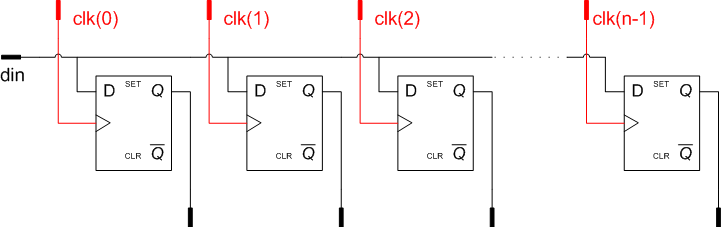 clk(0) clk(1) clk(2) clk(n-1)
din
D SET Q D SET Q D SET Q D SET Q
CLR Q̅ CLR Q̅ CLR Q̅ CLR Q̅